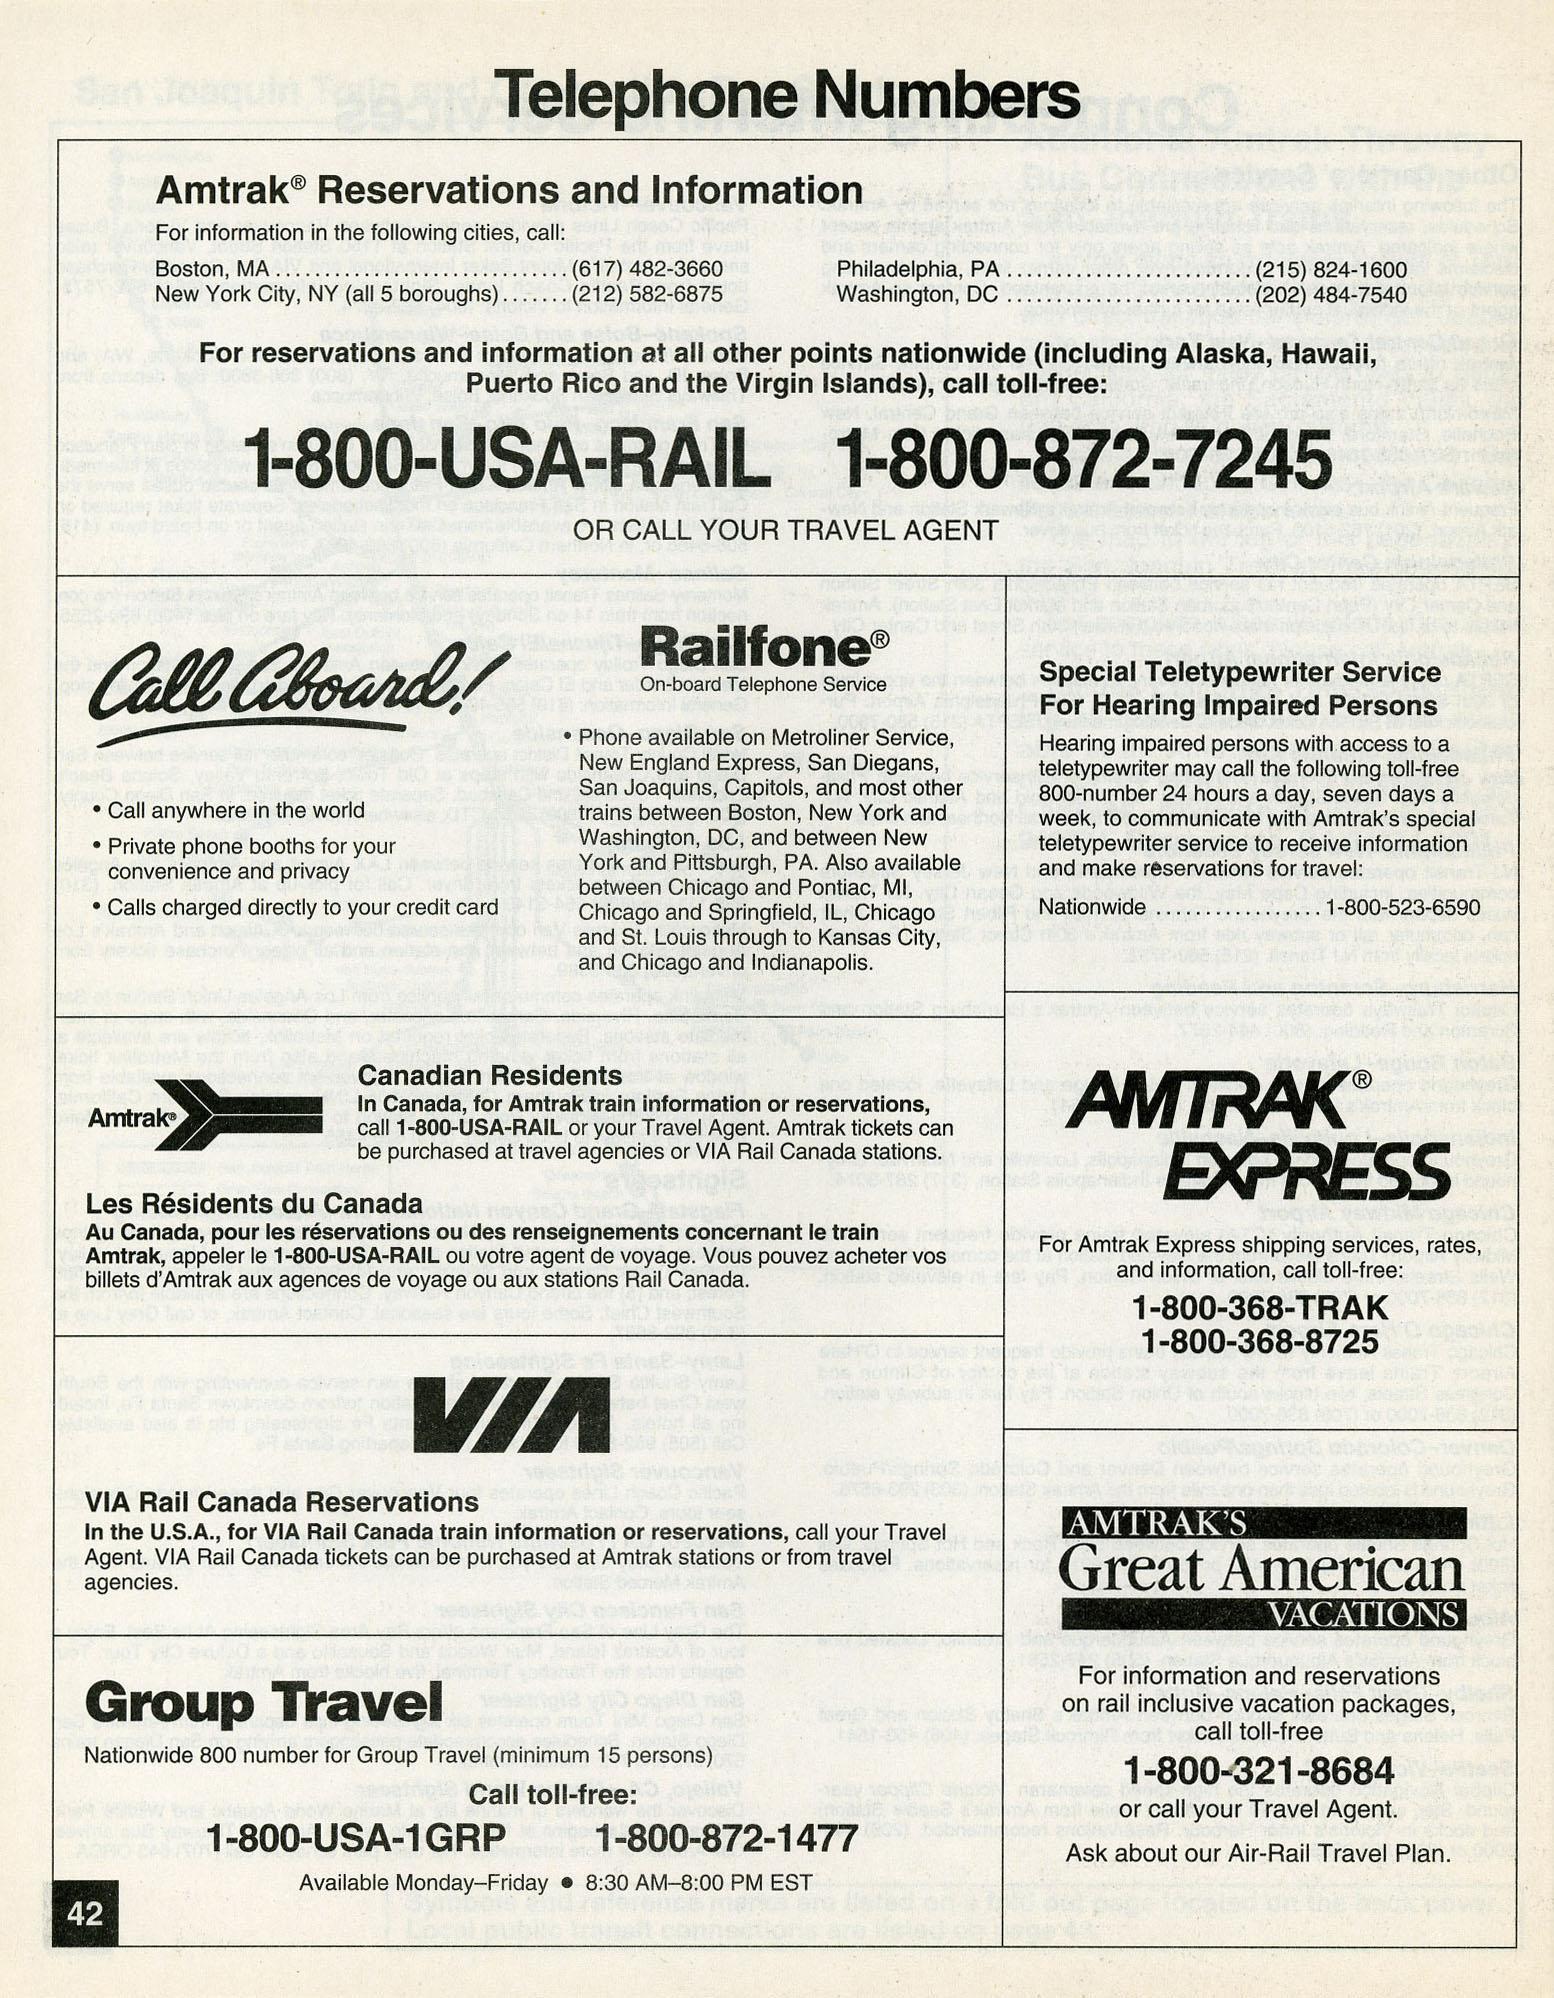 Telephone Numbers
Amtrak® Reservations and Information
For information in the following cities, call:
Boston, MA ............................. (617) 482-3660
New York City, NY (all 5 boroughs)....... (212) 582-6875
Philadelphia, PA ......................... (215) 824-1600
Washington, DC ......................... (202) 484-7540
For reservations and information at all other points nationwide (including Alaska, Hawaii,
Puerto Rico and the Virgin Islands), call toll-free:
1-800-USA-RAIL 1-800-872-7245
OR CALL YOUR TRAVEL AGENT
Call Aboard!
• Call anywhere in the world
• Private phone booths for your
convenience and privacy
• Calls charged directly to your credit card
Railfone®
On-board Telephone Service
• Phone available on Metroliner Service,
New England Express, San Diegans,
San Joaquins, Capitols, and most other
trains between Boston, New York and
Washington, DC, and between New
York and Pittsburgh, PA. Also available
between Chicago and Pontiac, MI,
Chicago and Springfield, IL, Chicago
and St. Louis through to Kansas City,
and Chicago and Indianapolis.
Special Teletypewriter Service
For Hearing Impaired Persons
Hearing impaired persons with access to a
teletypewriter may call the following toll-free
800-number 24 hours a day, seven days a
week, to communicate with Amtrak's special
teletypewriter service to receive information
and make reservations for travel:
Nationwide ................. 1-800-523-6590
Amtrak®
Canadian Residents
In Canada, for Amtrak train information or reservations,
call 1-800-USA-RAIL or your Travel Agent. Amtrak tickets can
be purchased at travel agencies or VIA Rail Canada stations.
Les Résidents du Canada
Au Canada, pour les réservations ou des renseignements concernant le train
Amtrak, appeler le 1-800-USA-RAIL ou votre agent de voyage. Vous pouvez acheter vos
billets d'Amtrak aux agences de voyage ou aux stations Rail Canada.
AMTRAK®
EXPRESS
For Amtrak Express shipping services, rates,
and information, call toll-free:
1-800-368-TRAK
1-800-368-8725
VIA
VIA Rail Canada Reservations
In the U.S.A., for VIA Rail Canada train information or reservations, call your Travel
Agent. VIA Rail Canada tickets can be purchased at Amtrak stations or from travel
agencies.
AMTRAK'S
Great American
VACATIONS
For information and reservations
on rail inclusive vacation packages,
call toll-free
1-800-321-8684
or call your Travel Agent.
Ask about our Air-Rail Travel Plan.
Group Travel
Nationwide 800 number for Group Travel (minimum 15 persons)
Call toll-free:
1-800-USA-1GRP 1-800-872-1477
Available Monday–Friday ● 8:30 AM–8:00 PM EST
42